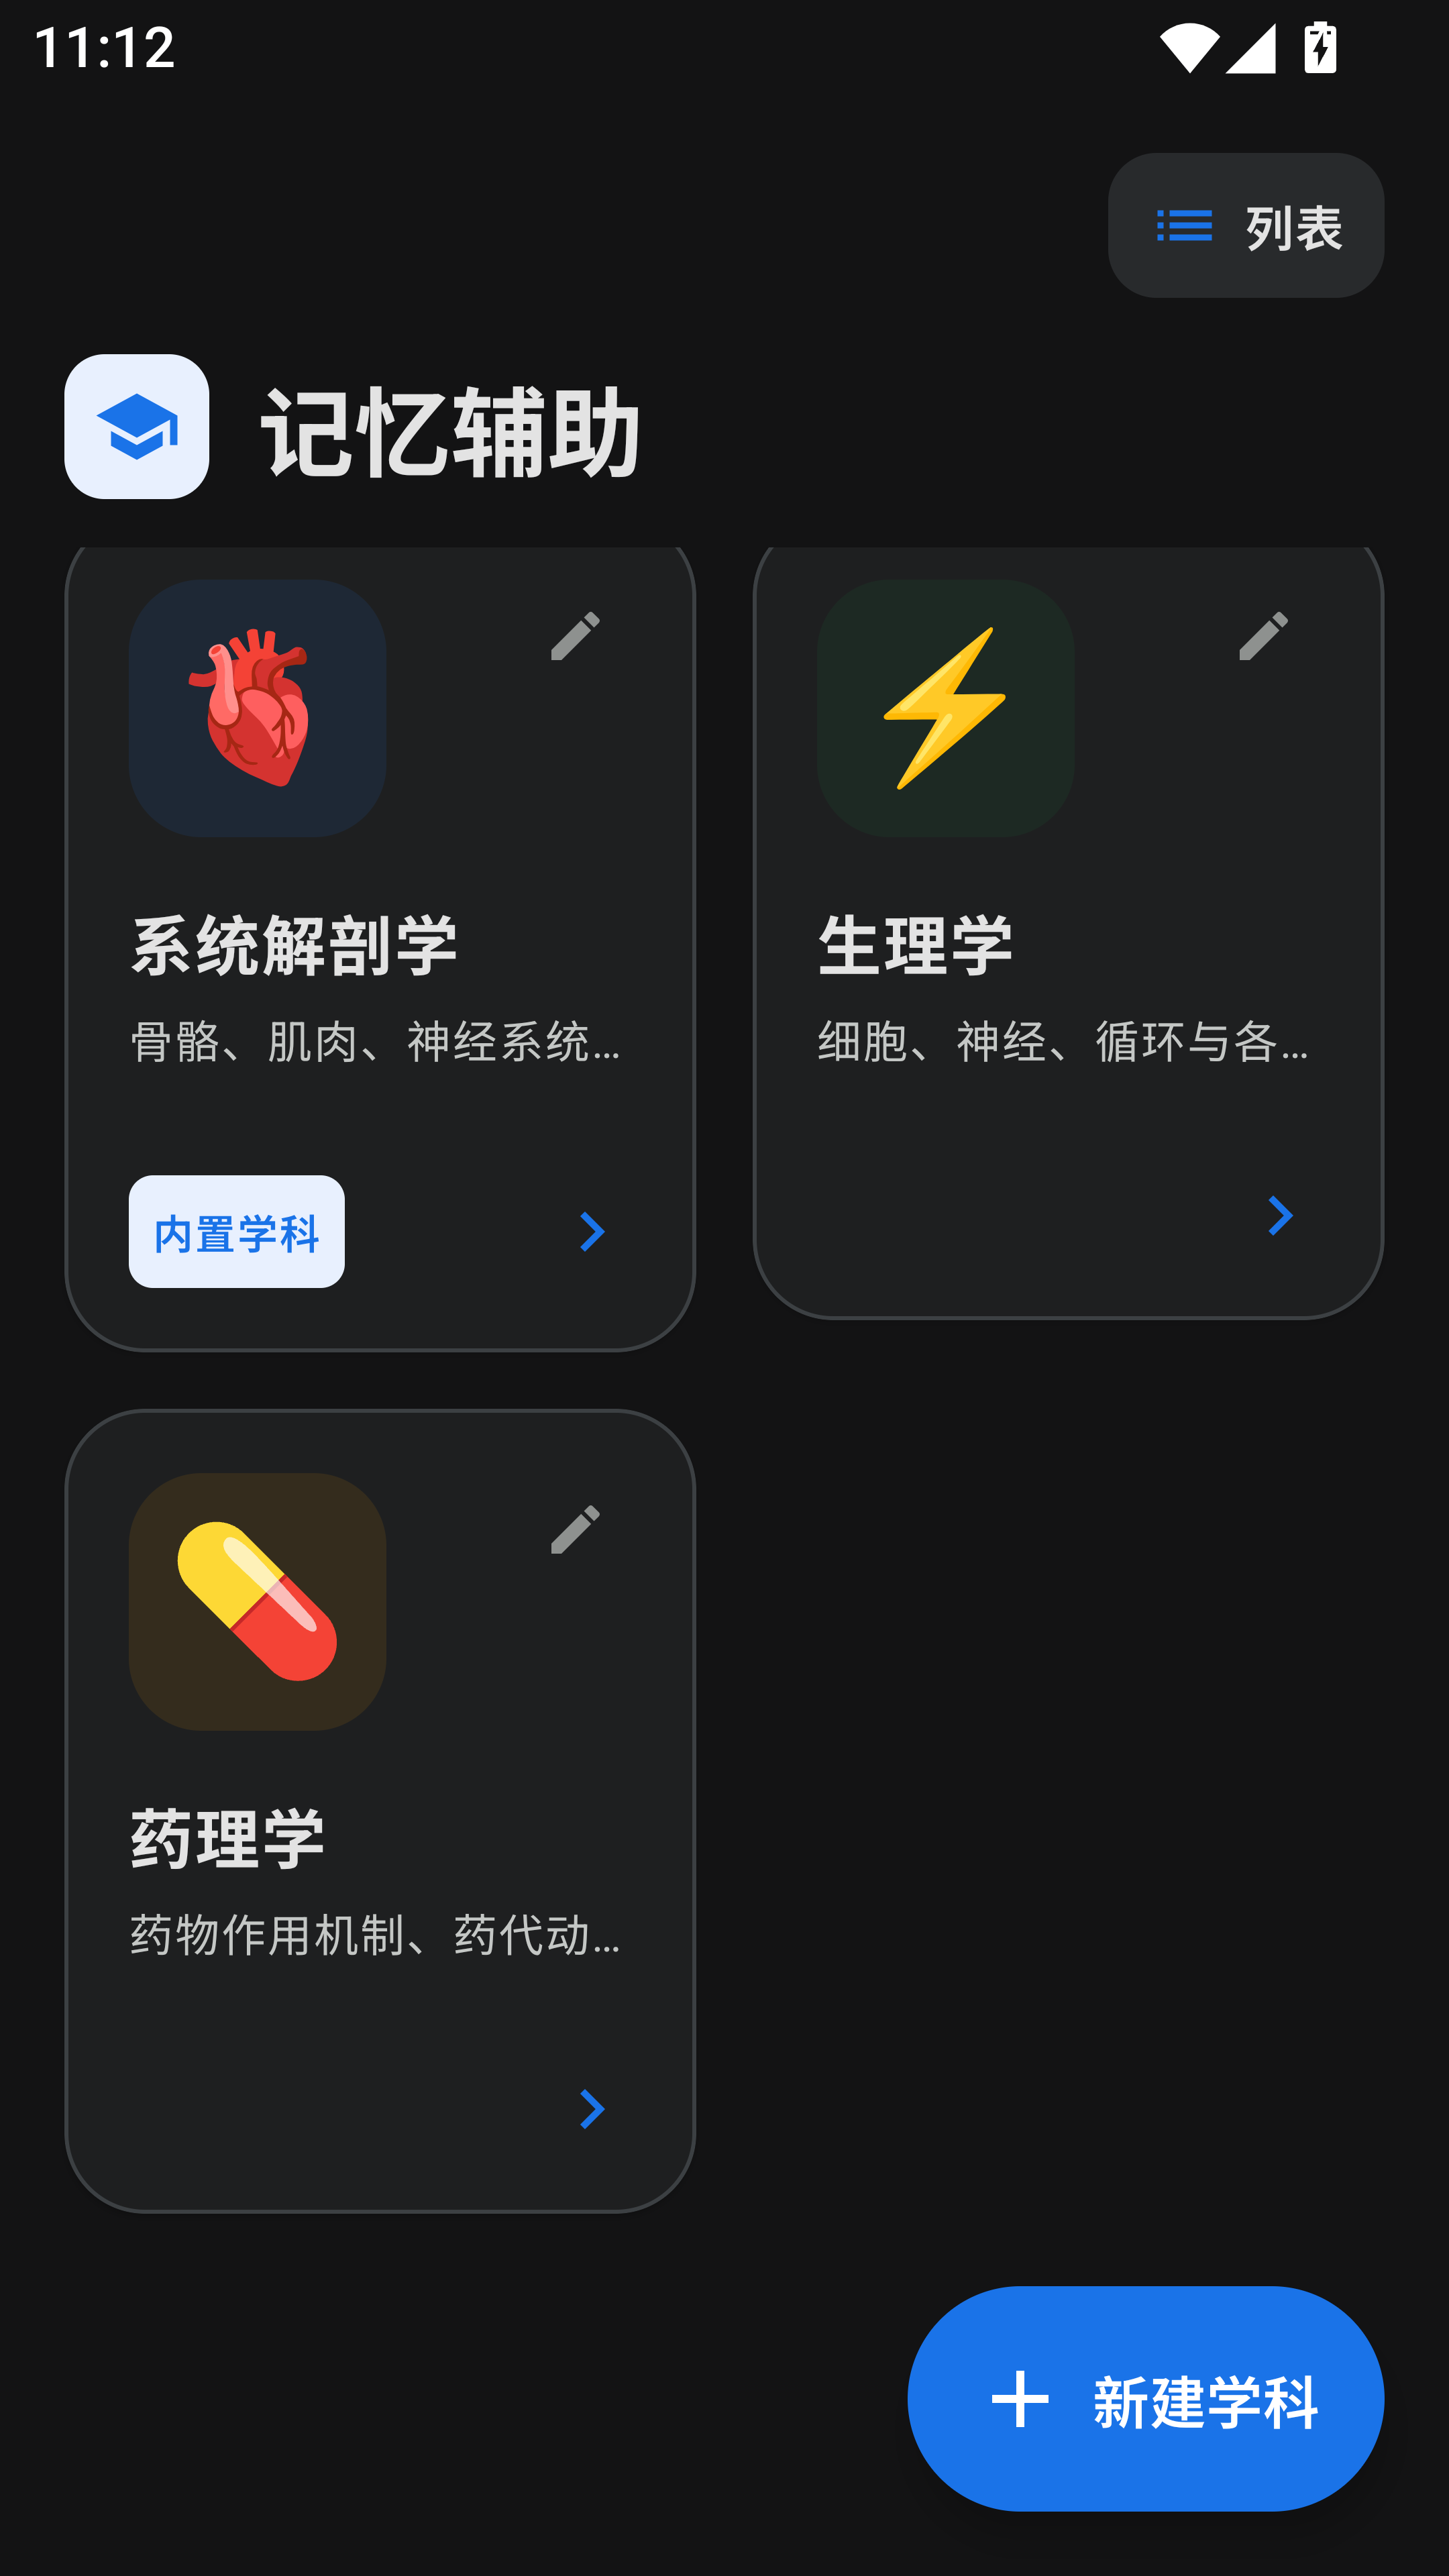 11:12
列表
记忆辅助
系统解剖学
骨骼、肌肉、神经系统...
内置学科
生理学
细胞、神经、循环与各...
药理学
药物作用机制、药代动...
新建学科